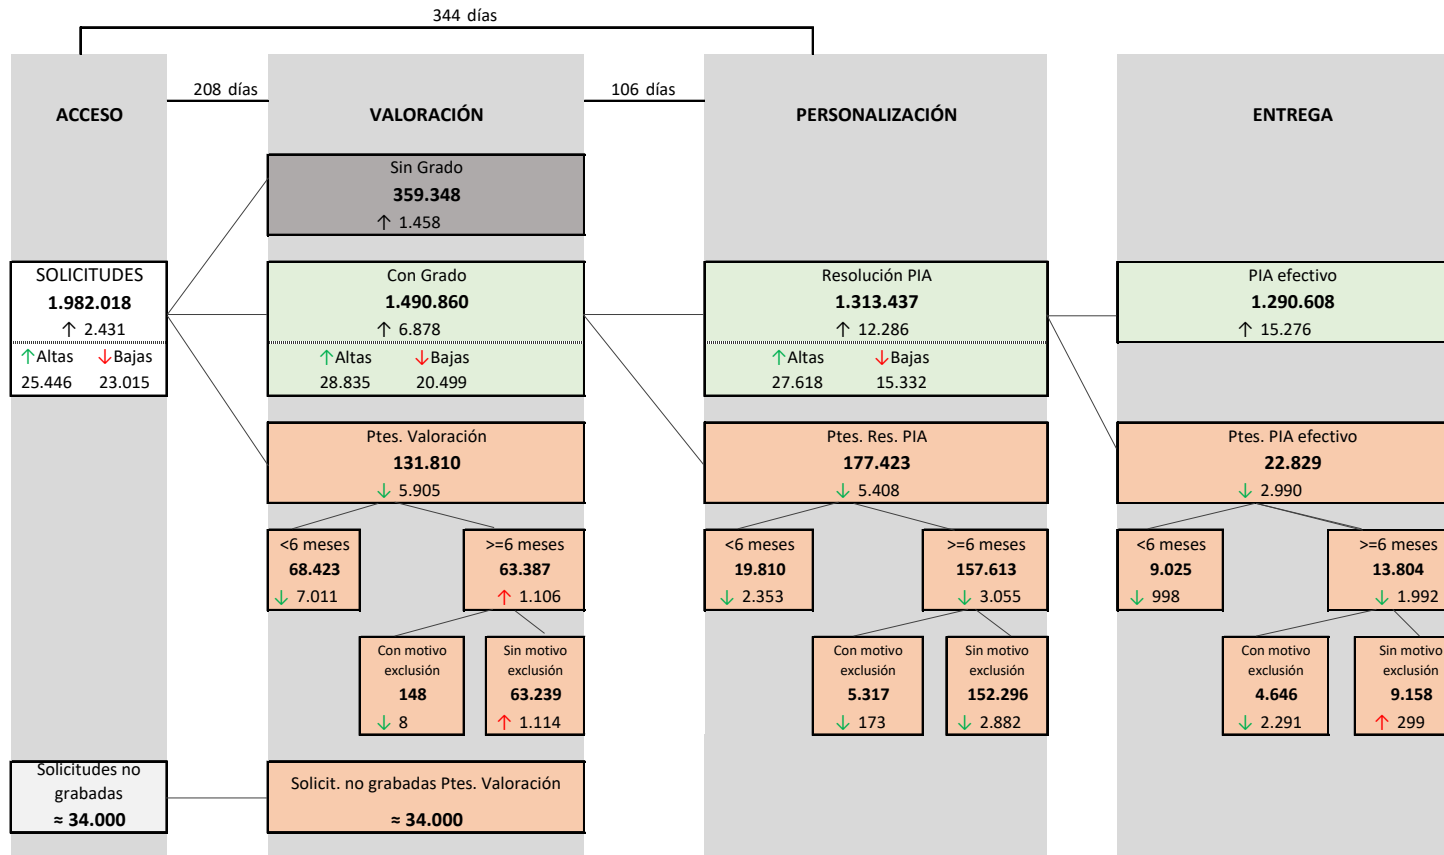 344 días
208 días
106 días
ACCESO
VALORACIÓN
PERSONALIZACIÓN
ENTREGA
Sin Grado
359.348
↑ 1.458
SOLICITUDES
1.982.018
↑ 2.431
↑Altas ↓Bajas
25.446 23.015
Con Grado
1.490.860
↑ 6.878
↑Altas ↓Bajas
28.835 20.499
Resolución PIA
1.313.437
↑ 12.286
↑Altas ↓Bajas
27.618 15.332
PIA efectivo
1.290.608
↑ 15.276
Ptes. Valoración
131.810
↓ 5.905
Ptes. Res. PIA
177.423
↓ 5.408
Ptes. PIA efectivo
22.829
↓ 2.990
<6 meses
68.423
↓ 7.011
>=6 meses
63.387
↑ 1.106
<6 meses
19.810
↓ 2.353
>=6 meses
157.613
↓ 3.055
<6 meses
9.025
↓ 998
>=6 meses
13.804
↓ 1.992
Con motivo
exclusión
148
↓ 8
Sin motivo
exclusión
63.239
↑ 1.114
Con motivo
exclusión
5.317
↓ 173
Sin motivo
exclusión
152.296
↓ 2.882
Con motivo
exclusión
4.646
↓ 2.291
Sin motivo
exclusión
9.158
↑ 299
Solicitudes no
grabadas
≈ 34.000
Solicit. no grabadas Ptes. Valoración
≈ 34.000